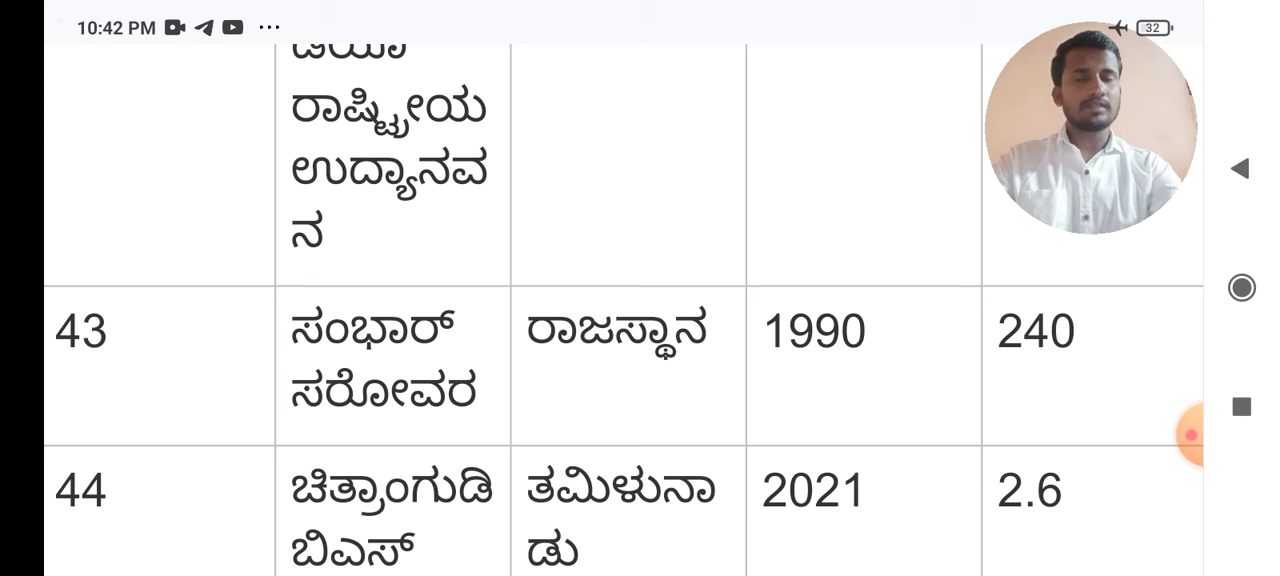 10:42 PM
32
ರಾಷ್ಟ್ರೀಯ
ಉದ್ಯಾನವ
ನ
43 ಸಂಭಾರ್ ರಾಜಸ್ಥಾನ 1990 240
ಸರೋವರ
44 ಚಿತ್ರಾಂಗುಡಿ ತಮಿಳುನಾ 2021 2.6
ಬಿಎಸ್ ಡು